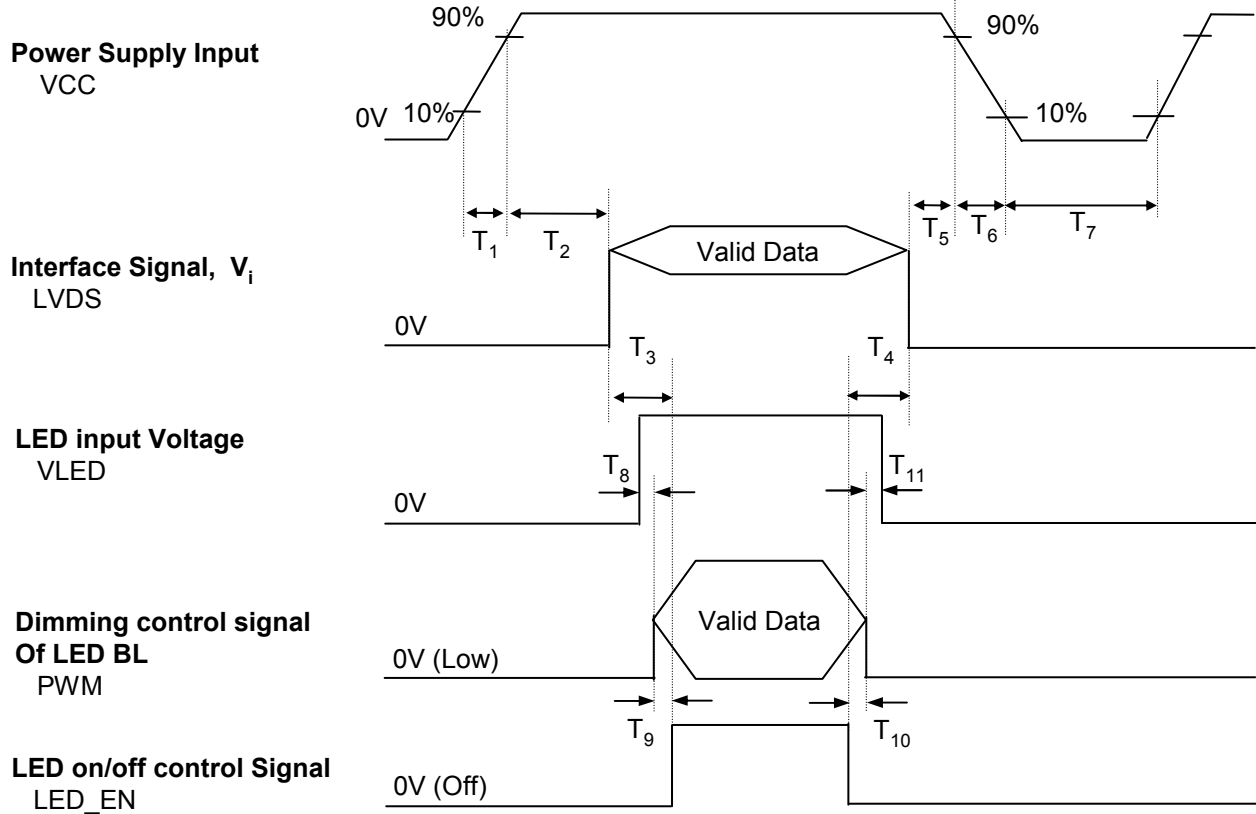 Power Supply Input
VCC
90%
0V 10%
90%
10%
T1
T2
T5
T6
T7
Interface Signal, Vi
LVDS
Valid Data
0V
T3
T4
LED input Voltage
VLED
T8
T11
0V
Dimming control signal
Of LED BL
PWM
Valid Data
0V (Low)
T9
T10
LED on/off control Signal
LED_EN
0V (Off)